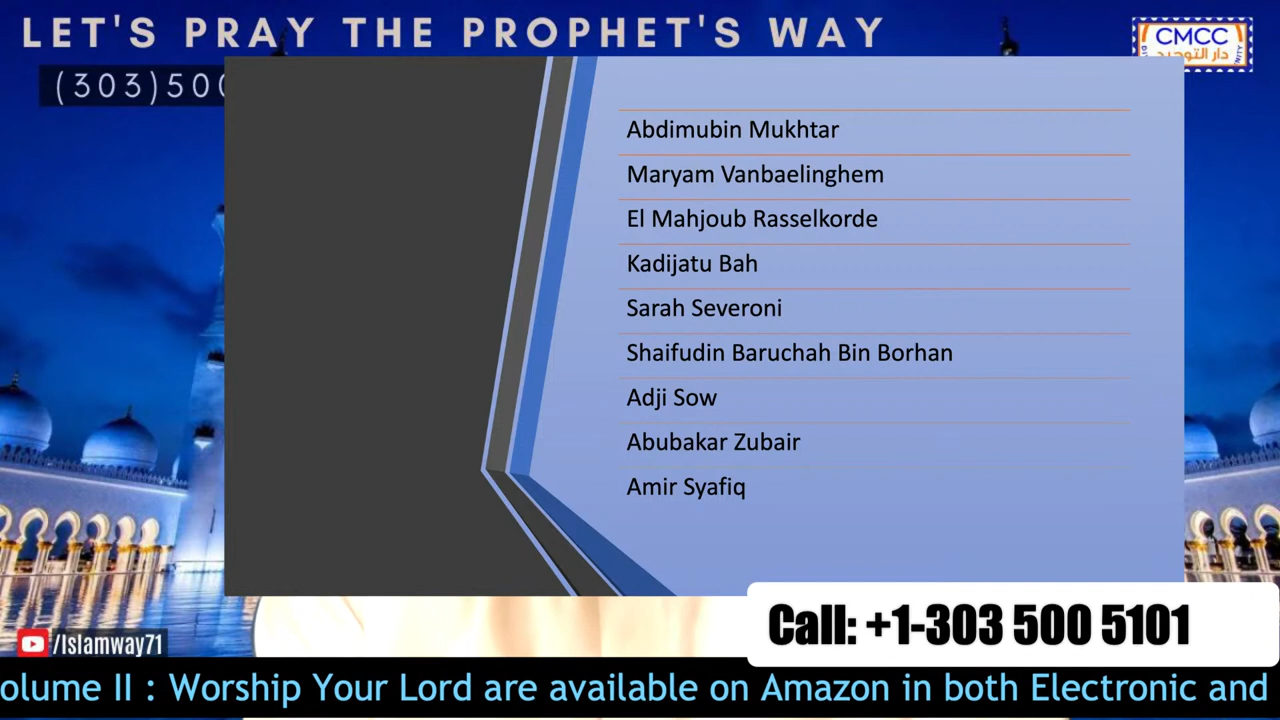 LET'S PRAY THE PROPHET'S WAY
CMCC
دار التوحيد
(303)500
Abdimubin Mukhtar
Maryam Vanbaelinghem
El Mahjoub Rasselkorde
Kadijatu Bah
Sarah Severoni
Shaifudin Baruchah Bin Borhan
Adji Sow
Abubakar Zubair
Amir Syafiq
Call: +1-303 500 5101
/Islamway71
olume II : Worship Your Lord are available on Amazon in both Electronic and